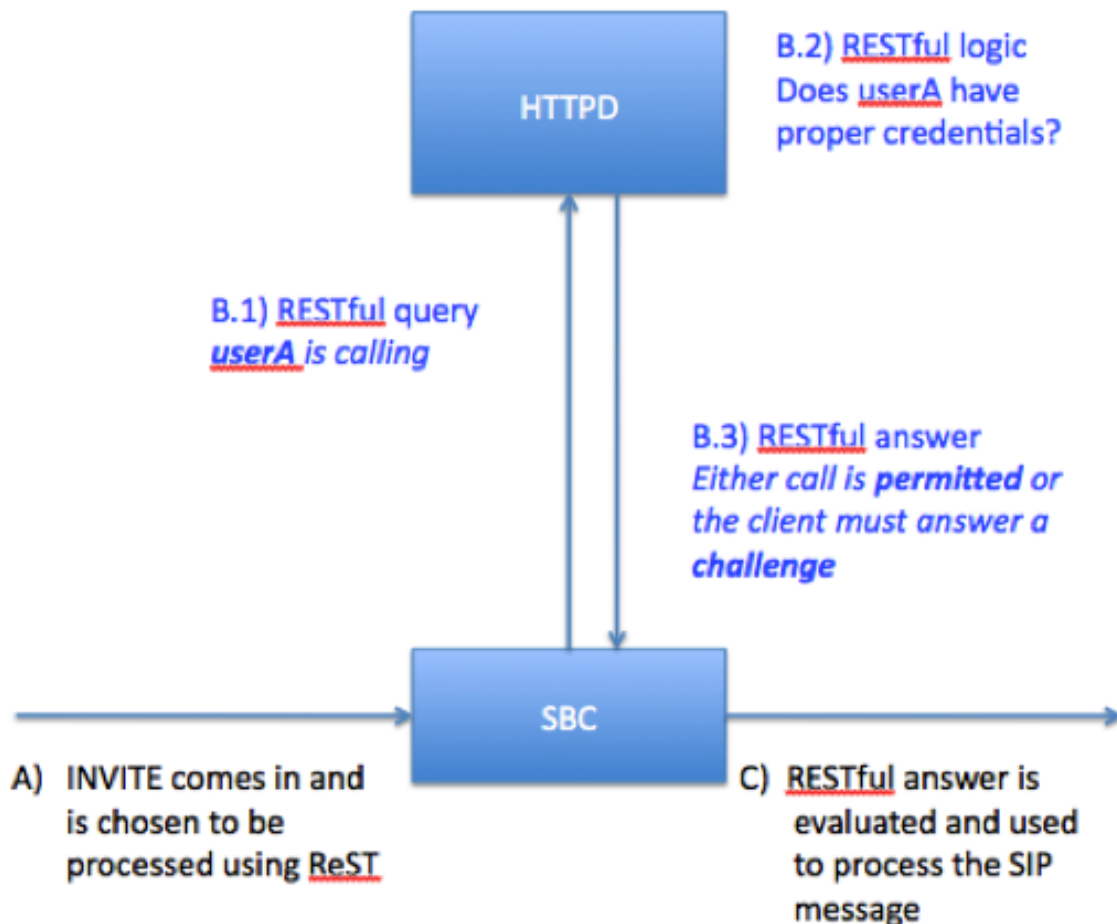 HTTPD
B.2) RESTful logic
Does userA have
proper credentials?
B.1) RESTful query
userA is calling
B.3) RESTful answer
Either call is permitted or
the client must answer a
challenge
SBC
A) INVITE comes in and
is chosen to be
processed using ReST
C) RESTful answer is
evaluated and used
to process the SIP
message